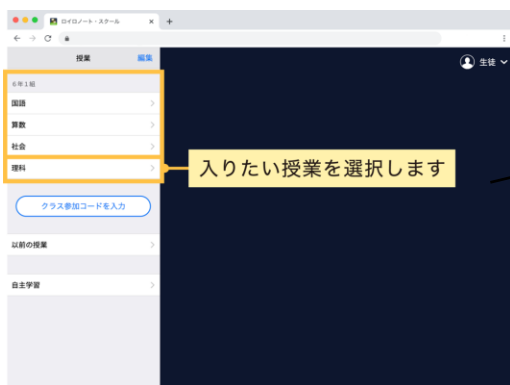 ロイロノート・スクール
授業
編集
生徒
6年1組
国語
算数
社会
理科
入りたい授業を選択します
クラス参加コードを入力
以前の授業
自主学習